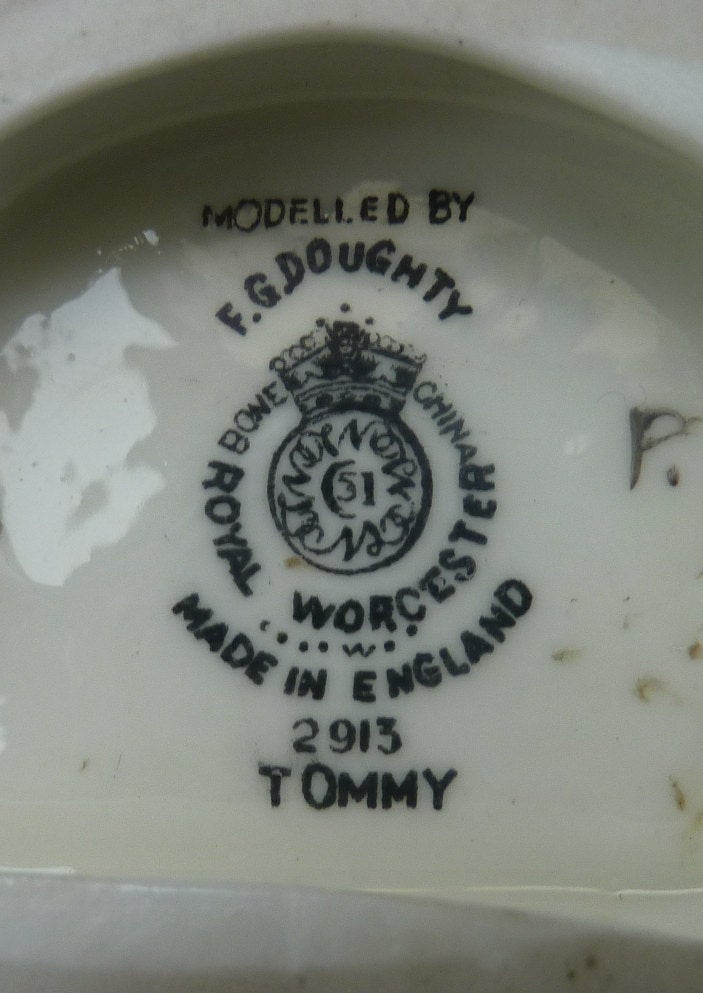 MODELLED BY
F.G.DOUGHTY
BONE CHINA
51
ROYAL WORCESTER
W
MADE IN ENGLAND
2913
TOMMY
P.